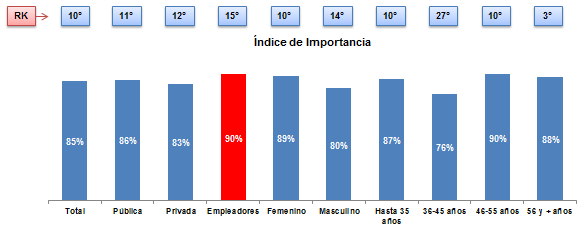 RK 10° 11° 12° 15° 10° 14° 10° 27° 10° 3°
Índice de Importancia
85% 86% 83% 90% 89% 80% 87% 76% 90% 88%
Total Pública Privada Empleadores Femenino Masculino Hasta 35 años 36-45 años 46-55 años 56 y + años